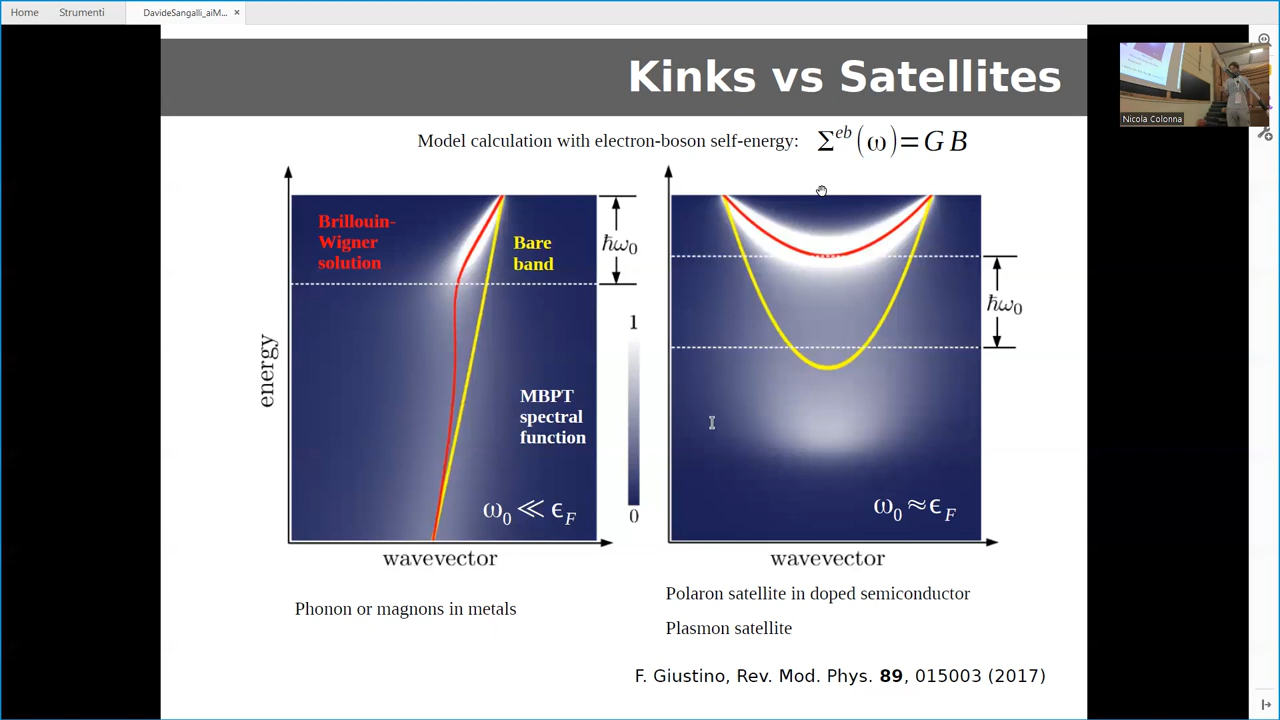 Home
Strumenti
DavideSangalli_aiM... ×
Kinks vs Satellites
Model calculation with electron-boson self-energy: Σ^eb(ω)=G B
Brillouin-
Wigner
solution
Bare
band
ħω₀
ħω₀
1
energy
MBPT
spectral
function
ω₀≪ϵ_F
0
ω₀≈ϵ_F
wavevector
wavevector
Phonon or magnons in metals
Polaron satellite in doped semiconductor
Plasmon satellite
F. Giustino, Rev. Mod. Phys. 89, 015003 (2017)
Nicola Colonna